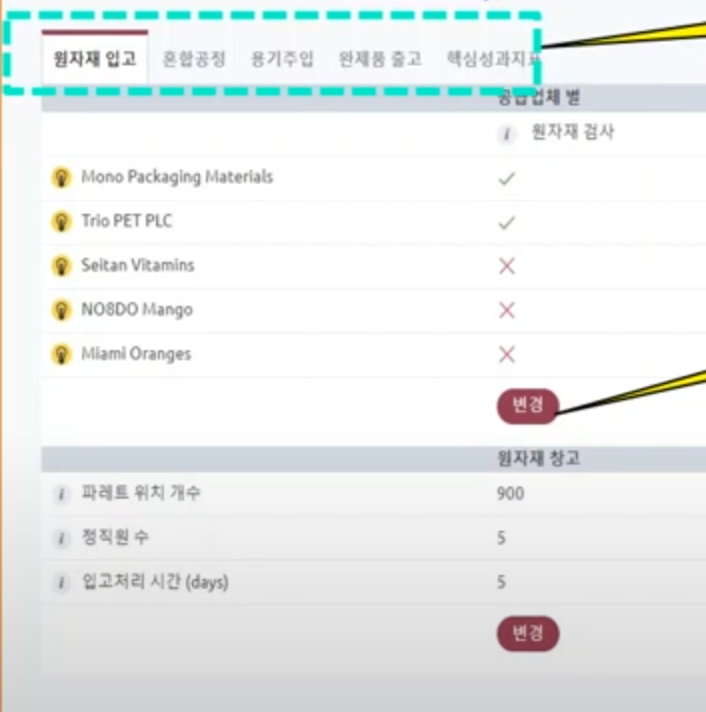 원자재 입고 혼합공정 용기주입 완제품 출고 핵심성과지표
공급업체 별
i 원자재 검사
Mono Packaging Materials
Trio PET PLC
Seitan Vitamins
NO8DO Mango
Miami Oranges
변경
원자재 창고
i 파레트 위치 개수 900
i 정직원 수 5
i 입고처리 시간 (days) 5
변경